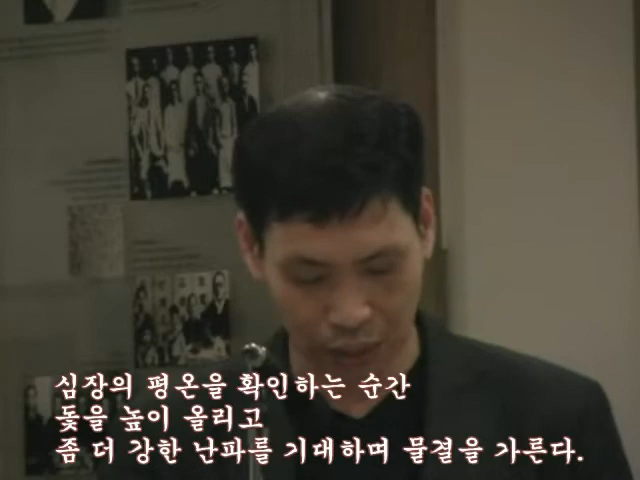 심장의 평온을 확인하는 순간
돛을 높이 올리고
좀 더 강한 난파를 기대하며 물결을 가른다.